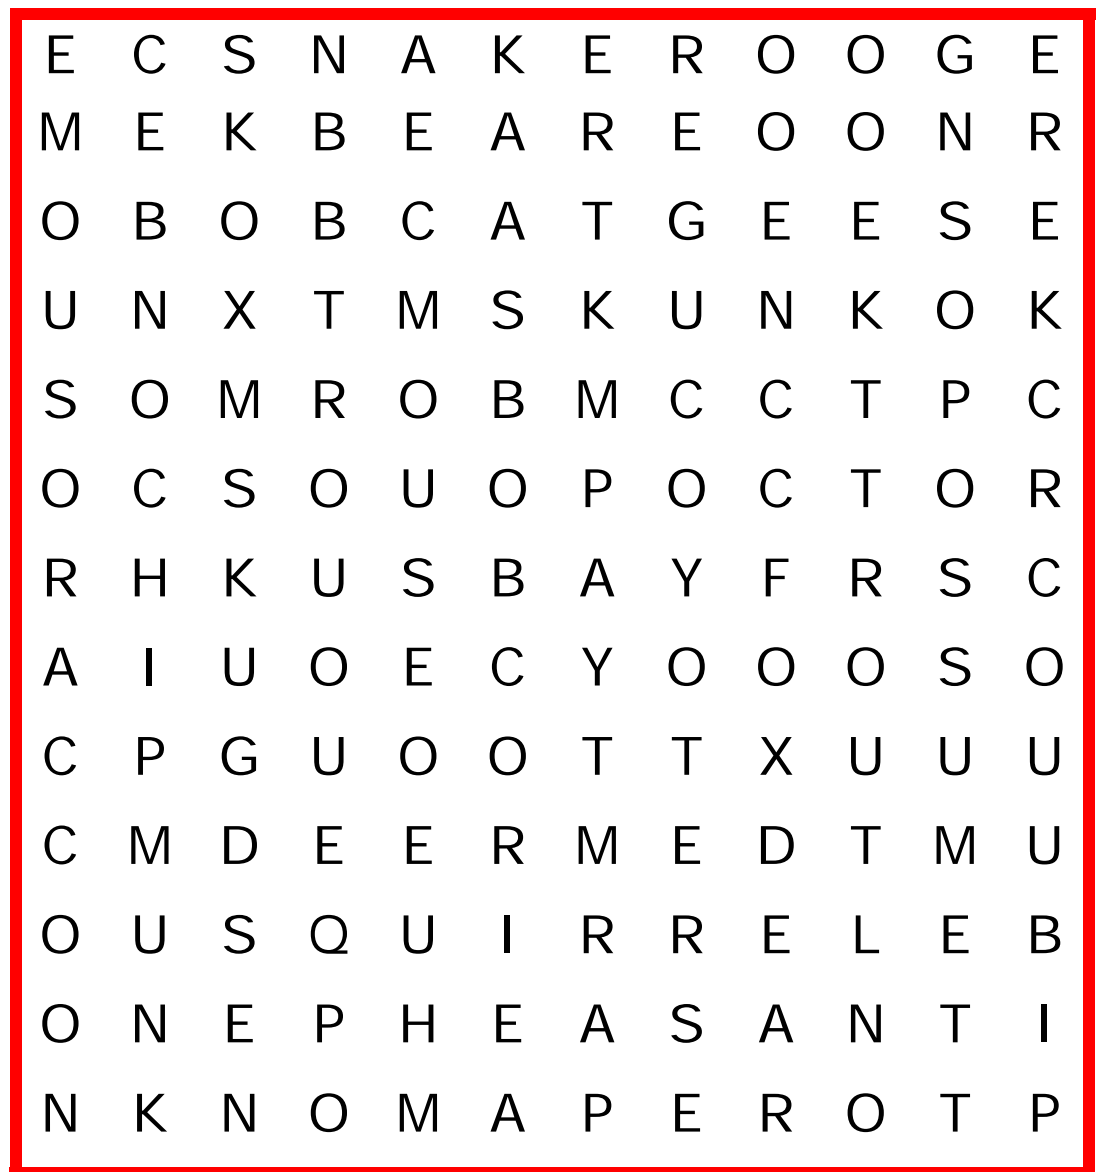 E C S N A K E R O O G E
M E K B E A R E O O N R
O B O B C A T G E E S E
U N X T M S K U N K O K
S O M R O B M C C T P C
O C S O U O P O C T O R
R H K U S B A Y F R S C
A I U O E C Y O O O S O
C P G U O O T T X U U U
C M D E E R M E D T M U
O U S Q U I R R E L E B
O N E P H E A S A N T I
N K N O M A P E R O T P